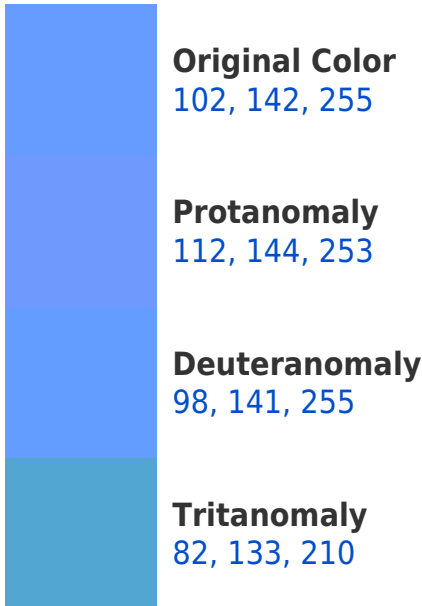 Original Color
102, 142, 255
Protanomaly
112, 144, 253
Deuteranomaly
98, 141, 255
Tritanomaly
82, 133, 210